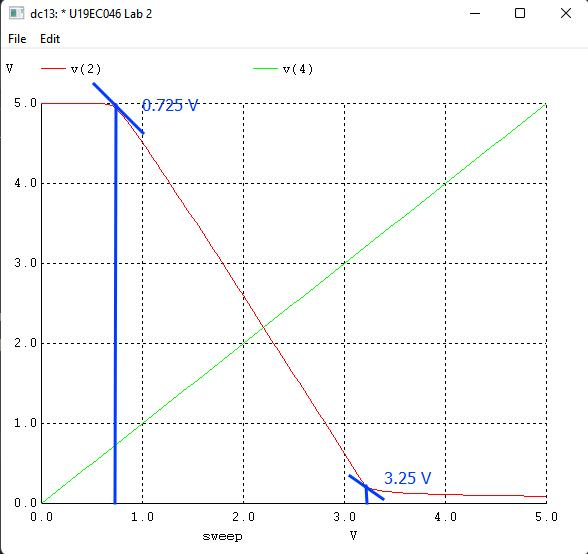 dc13: * U19EC046 Lab 2
File Edit
V v(2) v(4)
5.0 0.725 V
4.0
3.0
2.0
1.0
3.25 V
0.0
0.0 1.0 2.0 3.0 4.0 5.0
sweep V